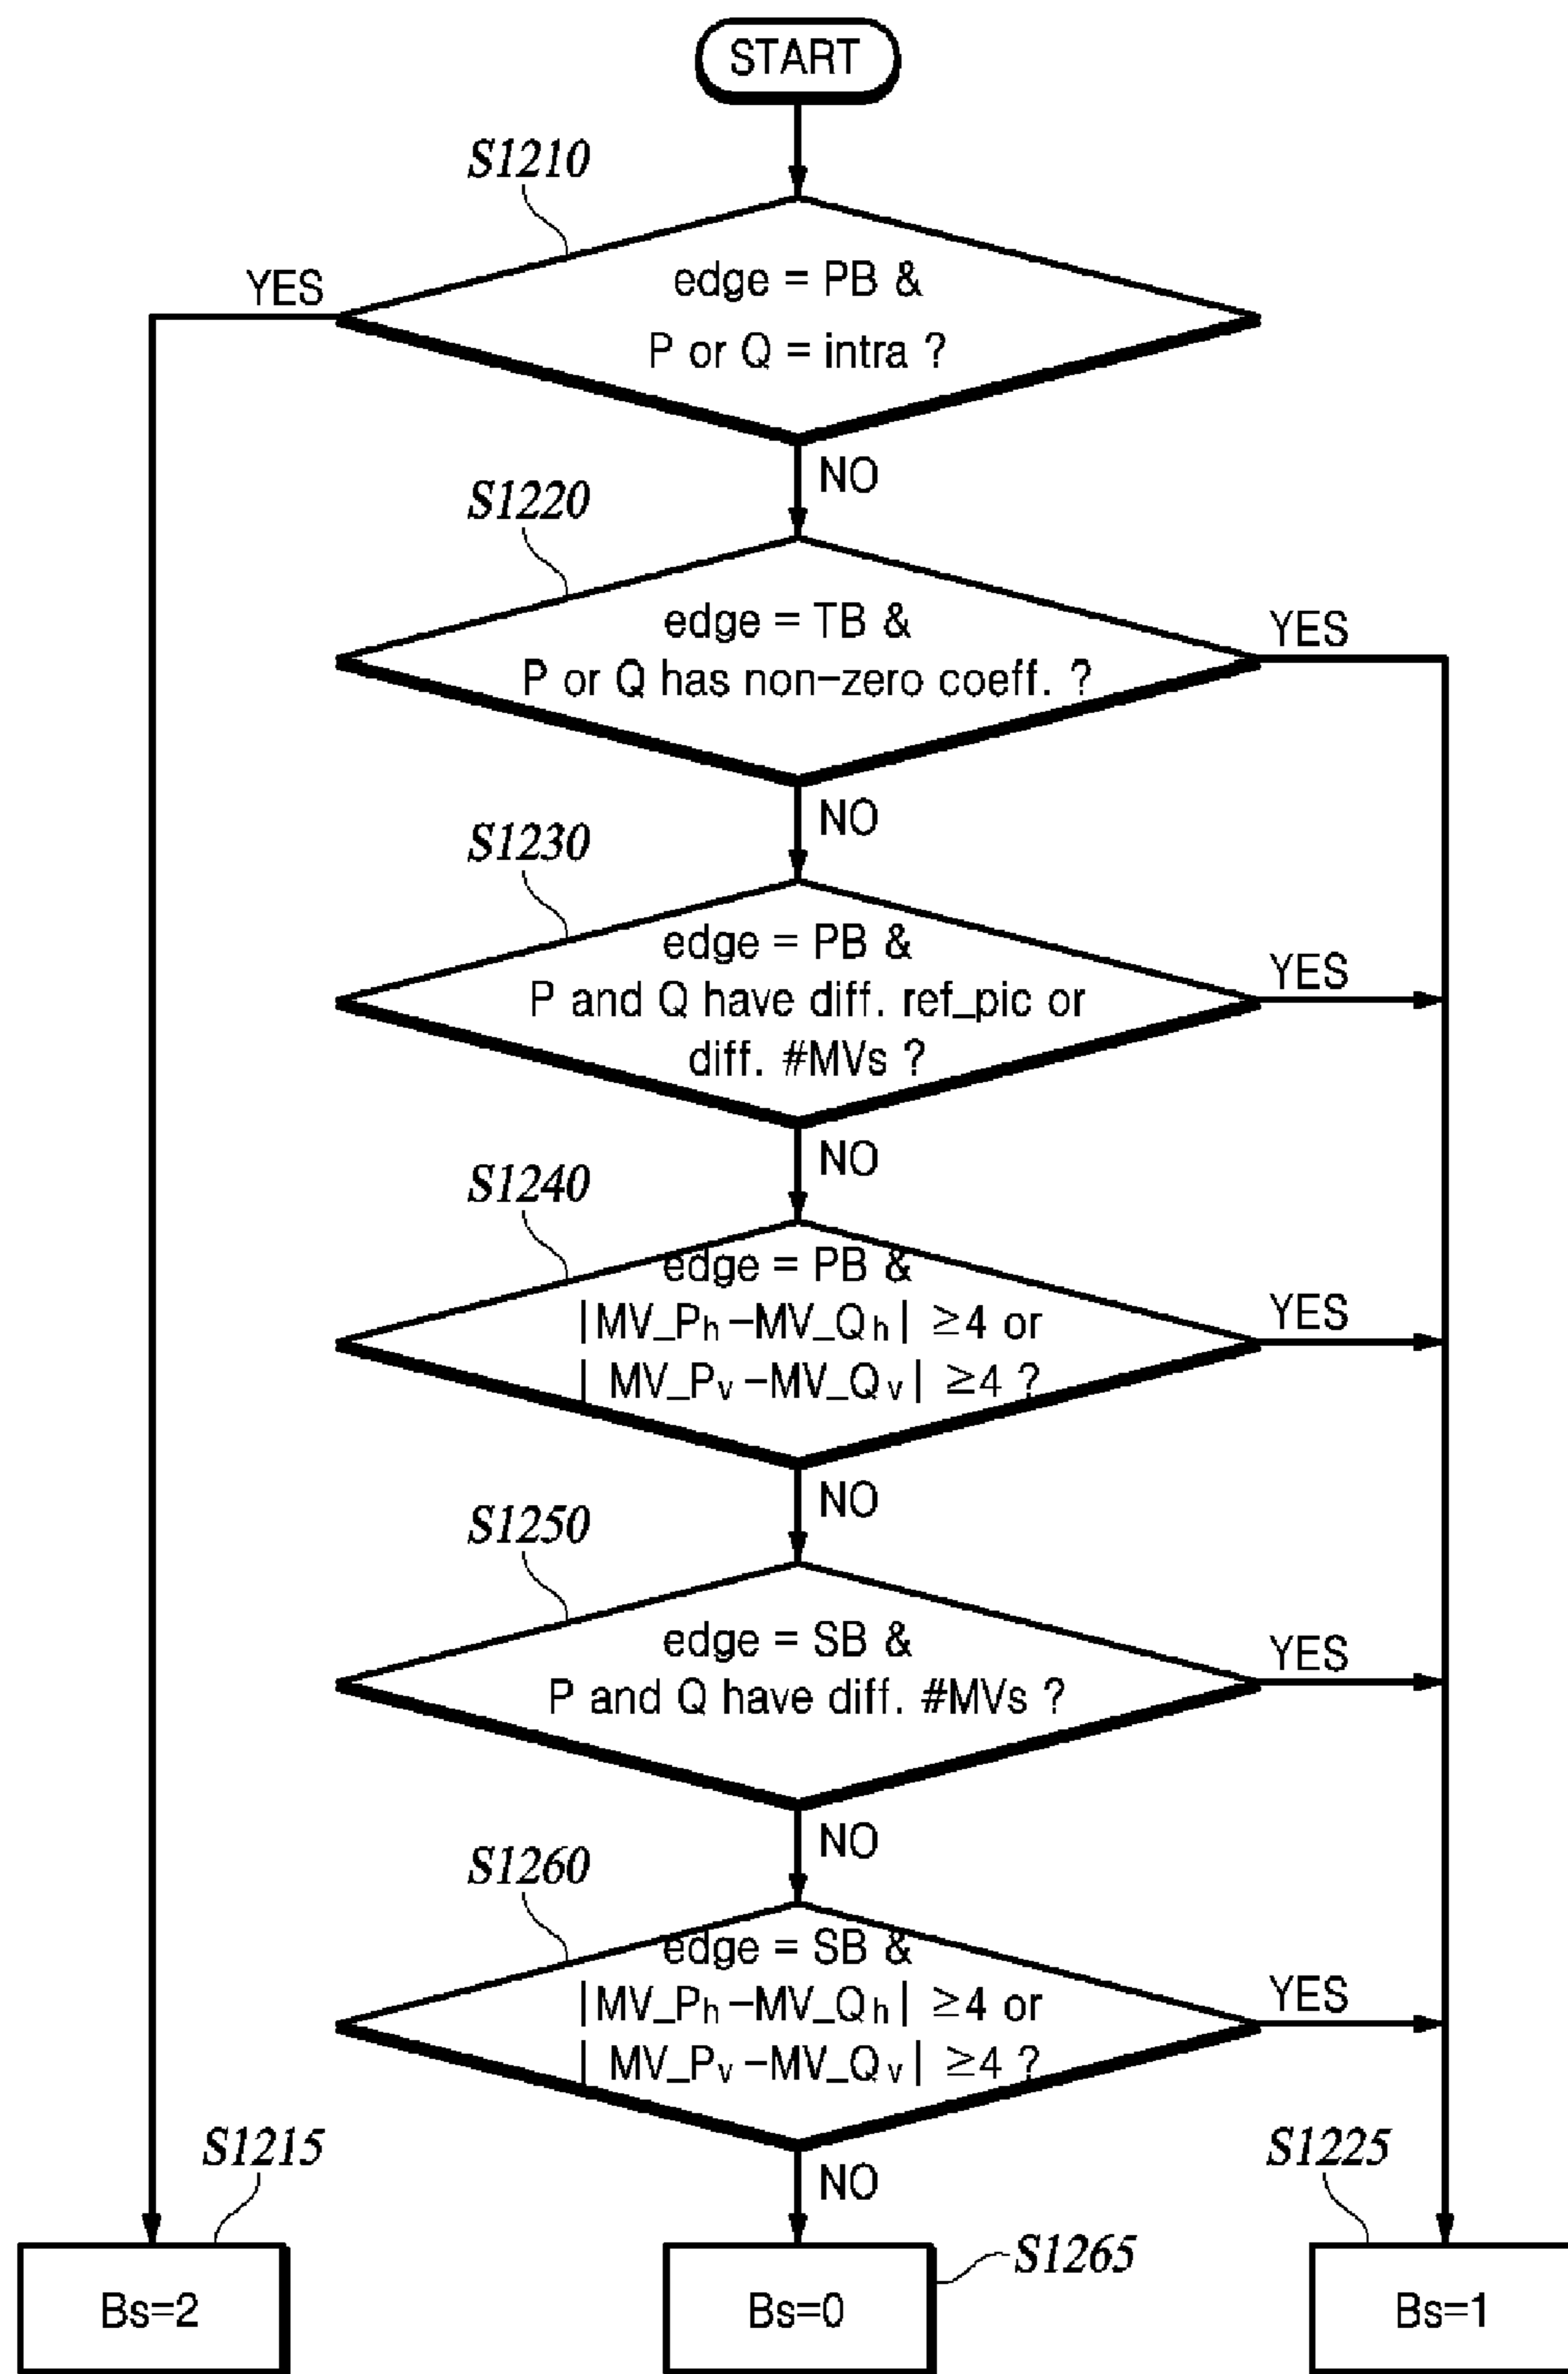 START
S1210
edge = PB &
P or Q = intra ?
YES
NO
S1220
edge = TB &
P or Q has non-zero coeff. ?
YES
NO
S1230
edge = PB &
P and Q have diff. ref_pic or
diff. #MVs ?
YES
NO
S1240
edge = PB &
|MV_Ph-MV_Qh| ≥4 or
| MV_Pv-MV_Qv| ≥4 ?
YES
NO
S1250
edge = SB &
P and Q have diff. #MVs ?
YES
NO
S1260
edge = SB &
|MV_Ph-MV_Qh| ≥4 or
| MV_Pv-MV_Qv| ≥4 ?
YES
NO
S1215
Bs=2
S1265
Bs=0
S1225
Bs=1